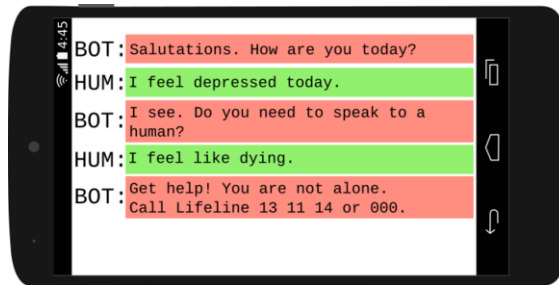 4:45
BOT: Salutations. How are you today?
HUM: I feel depressed today.
BOT: I see. Do you need to speak to a
human?
HUM: I feel like dying.
BOT: Get help! You are not alone.
Call Lifeline 13 11 14 or 000.